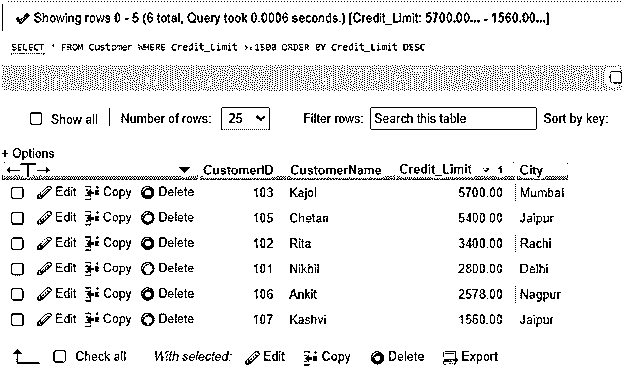 Showing rows 0 - 5 (6 total, Query took 0.0006 seconds.) [Credit_Limit: 5700.00... - 1560.00...]
SELECT * FROM Customer WHERE Credit_Limit >=1500 ORDER BY Credit_Limit DESC
Show all Number of rows: 25 Filter rows: Search this table Sort by key:
+ Options
←T→ CustomerID CustomerName Credit_Limit 1 City
Edit Copy Delete 103 Kajol 5700.00 Mumbai
Edit Copy Delete 105 Chetan 5400.00 Jaipur
Edit Copy Delete 102 Rita 3400.00 Rachi
Edit Copy Delete 101 Nikhil 2800.00 Delhi
Edit Copy Delete 106 Ankit 2578.00 Nagpur
Edit Copy Delete 107 Kashvi 1560.00 Jaipur
Check all With selected: Edit Copy Delete Export